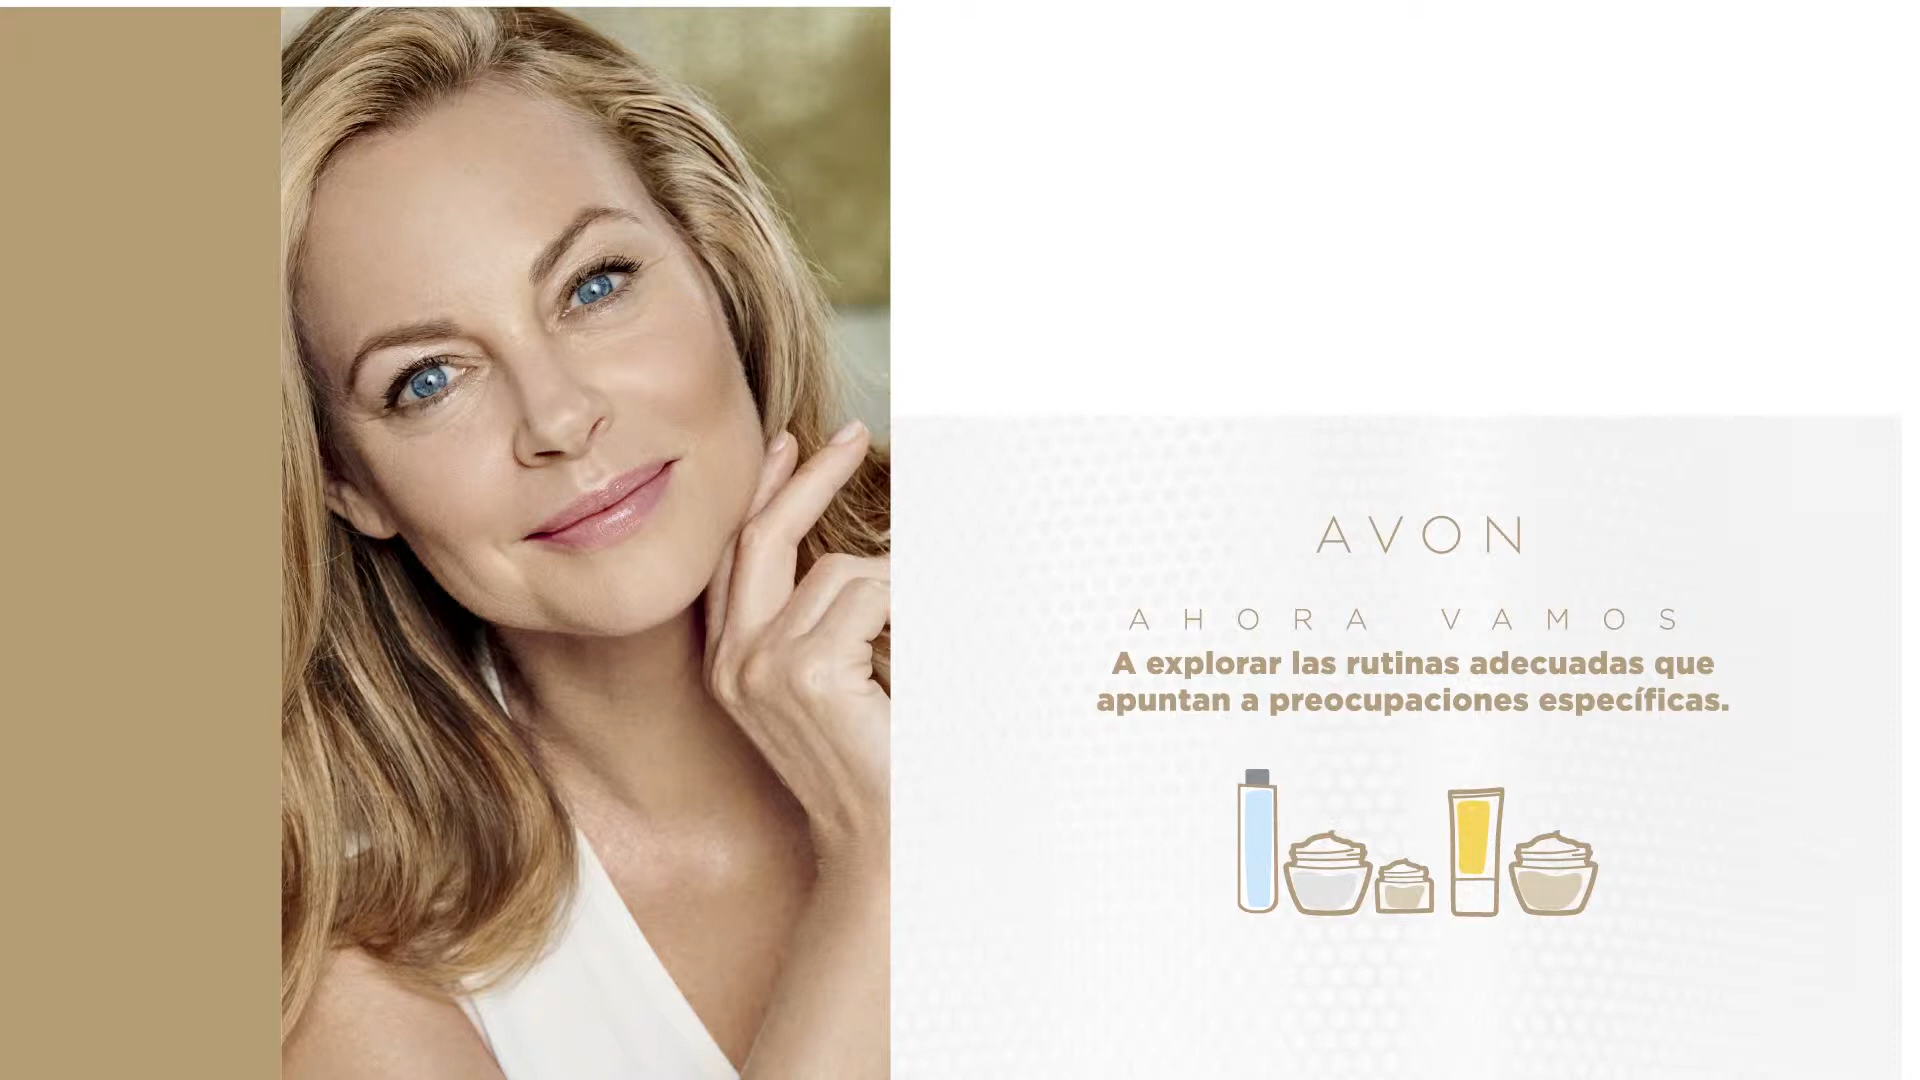 AVON
AHORA VAMOS
A explorar las rutinas adecuadas que
apuntan a preocupaciones específicas.